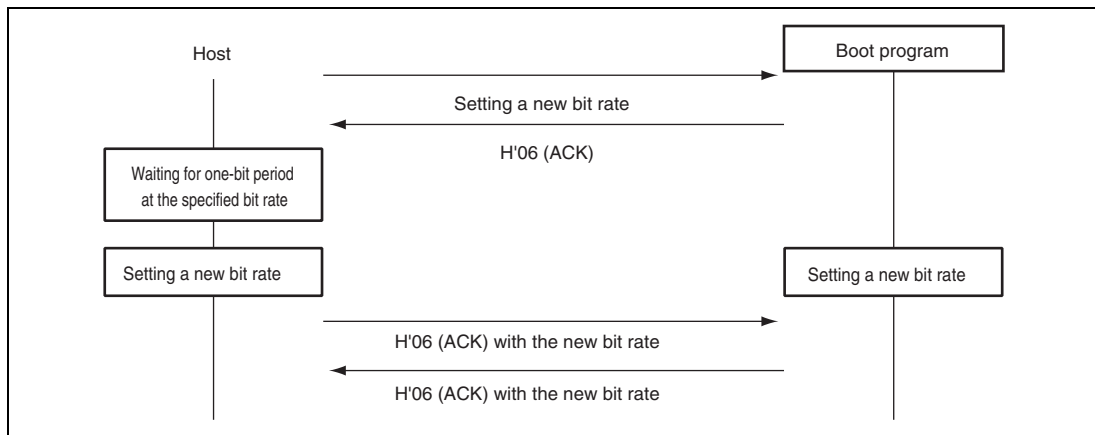 Host
Boot program
Setting a new bit rate
H'06 (ACK)
Waiting for one-bit period
at the specified bit rate
Setting a new bit rate
Setting a new bit rate
H'06 (ACK) with the new bit rate
H'06 (ACK) with the new bit rate